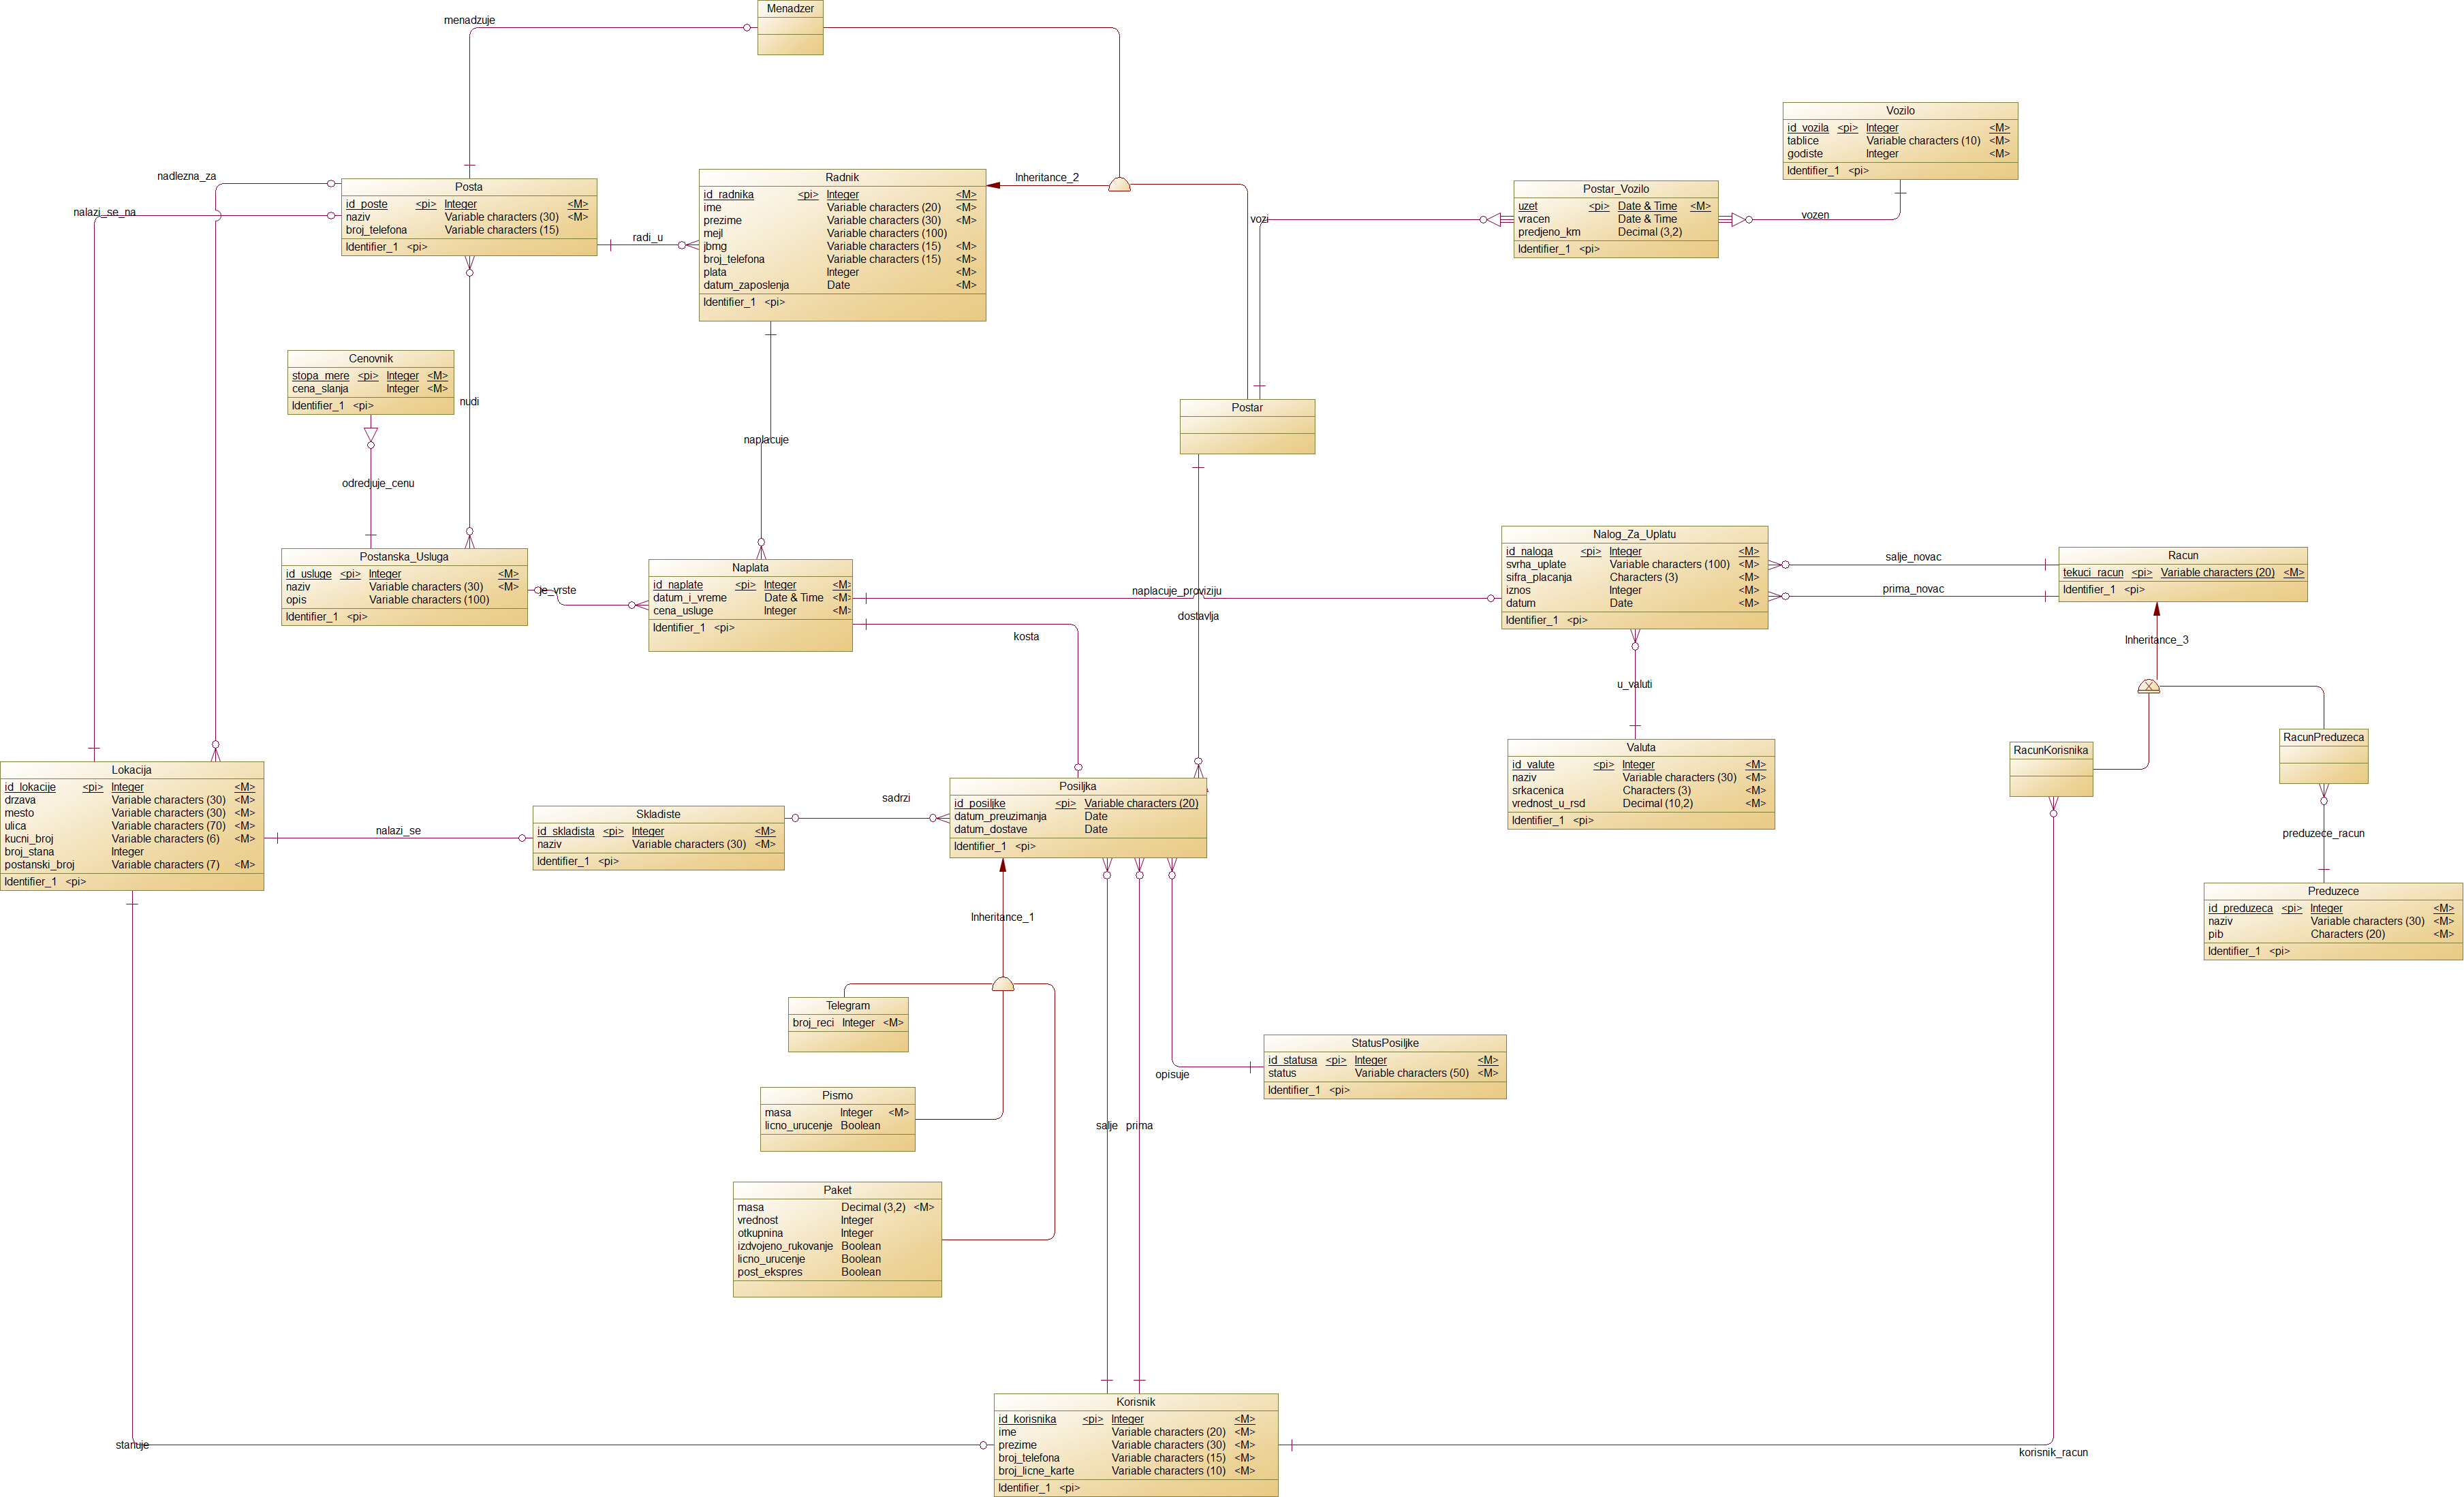 Menadzer
menadzuje
Vozilo
id_vozila <pi> Integer <M>
tablice Variable characters (10) <M>
godiste Integer <M>
Identifier_1 <pi>
nadlezna_za
nalazi_se_na
Posta
id_poste <pi> Integer <M>
naziv Variable characters (30) <M>
broj_telefona Variable characters (15)
Identifier_1 <pi>
radi_u
Radnik
id_radnika <pi> Integer <M>
ime Variable characters (20) <M>
prezime Variable characters (30) <M>
mejl Variable characters (100)
jbmg Variable characters (15) <M>
broj_telefona Variable characters (15) <M>
plata Integer <M>
datum_zaposlenja Date <M>
Identifier_1 <pi>
Inheritance_2
vozi
Postar_Vozilo
uzet <pi> Date & Time <M>
vracen Date & Time
predjeno_km Decimal (3,2)
Identifier_1 <pi>
vozen
Cenovnik
stopa_mere <pi> Integer <M>
cena_slanja Integer <M>
Identifier_1 <pi>
nudi
naplacuje
Postar
odredjuje_cenu
Postanska_Usluga
id_usluge <pi> Integer <M>
naziv Variable characters (30) <M>
opis Variable characters (100)
Identifier_1 <pi>
je_vrste
Naplata
id_naplate <pi> Integer <M>
datum_i_vreme Date & Time <M>
cena_usluge Integer <M>
Identifier_1 <pi>
naplacuje_proviziju
dostavlja
kosta
Nalog_Za_Uplatu
id_naloga <pi> Integer <M>
svrha_uplate Variable characters (100) <M>
sifra_placanja Characters (3) <M>
iznos Integer <M>
datum Date <M>
Identifier_1 <pi>
salje_novac
prima_novac
Racun
tekuci_racun <pi> Variable characters (20) <M>
Identifier_1 <pi>
Inheritance_3
u_valuti
RacunKorisnika
RacunPreduzeca
Valuta
id_valute <pi> Integer <M>
naziv Variable characters (30) <M>
srkacenica Characters (3) <M>
vrednost_u_rsd Decimal (10,2) <M>
Identifier_1 <pi>
Lokacija
id_lokacije <pi> Integer <M>
drzava Variable characters (30) <M>
mesto Variable characters (30) <M>
ulica Variable characters (70) <M>
kucni_broj Variable characters (6) <M>
broj_stana Integer
postanski_broj Variable characters (7) <M>
Identifier_1 <pi>
nalazi_se
Skladiste
id_skladista <pi> Integer <M>
naziv Variable characters (30) <M>
Identifier_1 <pi>
sadrzi
Posiljka
id_posiljke <pi> Variable characters (20)
datum_preuzimanja Date
datum_dostave Date
Identifier_1 <pi>
preduzece_racun
Preduzece
id_preduzeca <pi> Integer <M>
naziv Variable characters (30) <M>
pib Characters (20) <M>
Identifier_1 <pi>
Inheritance_1
Telegram
broj_reci Integer <M>
Pismo
masa Integer <M>
licno_urucenje Boolean
Paket
masa Decimal (3,2) <M>
vrednost Integer
otkupnina Integer
izdvojeno_rukovanje Boolean
licno_urucenje Boolean
post_ekspres Boolean
StatusPosiljke
id_statusa <pi> Integer <M>
status Variable characters (50) <M>
Identifier_1 <pi>
opisuje
salje
prima
Korisnik
id_korisnika <pi> Integer <M>
ime Variable characters (20) <M>
prezime Variable characters (30) <M>
broj_telefona Variable characters (15) <M>
broj_licne_karte Variable characters (10) <M>
Identifier_1 <pi>
stanuje
korisnik_racun